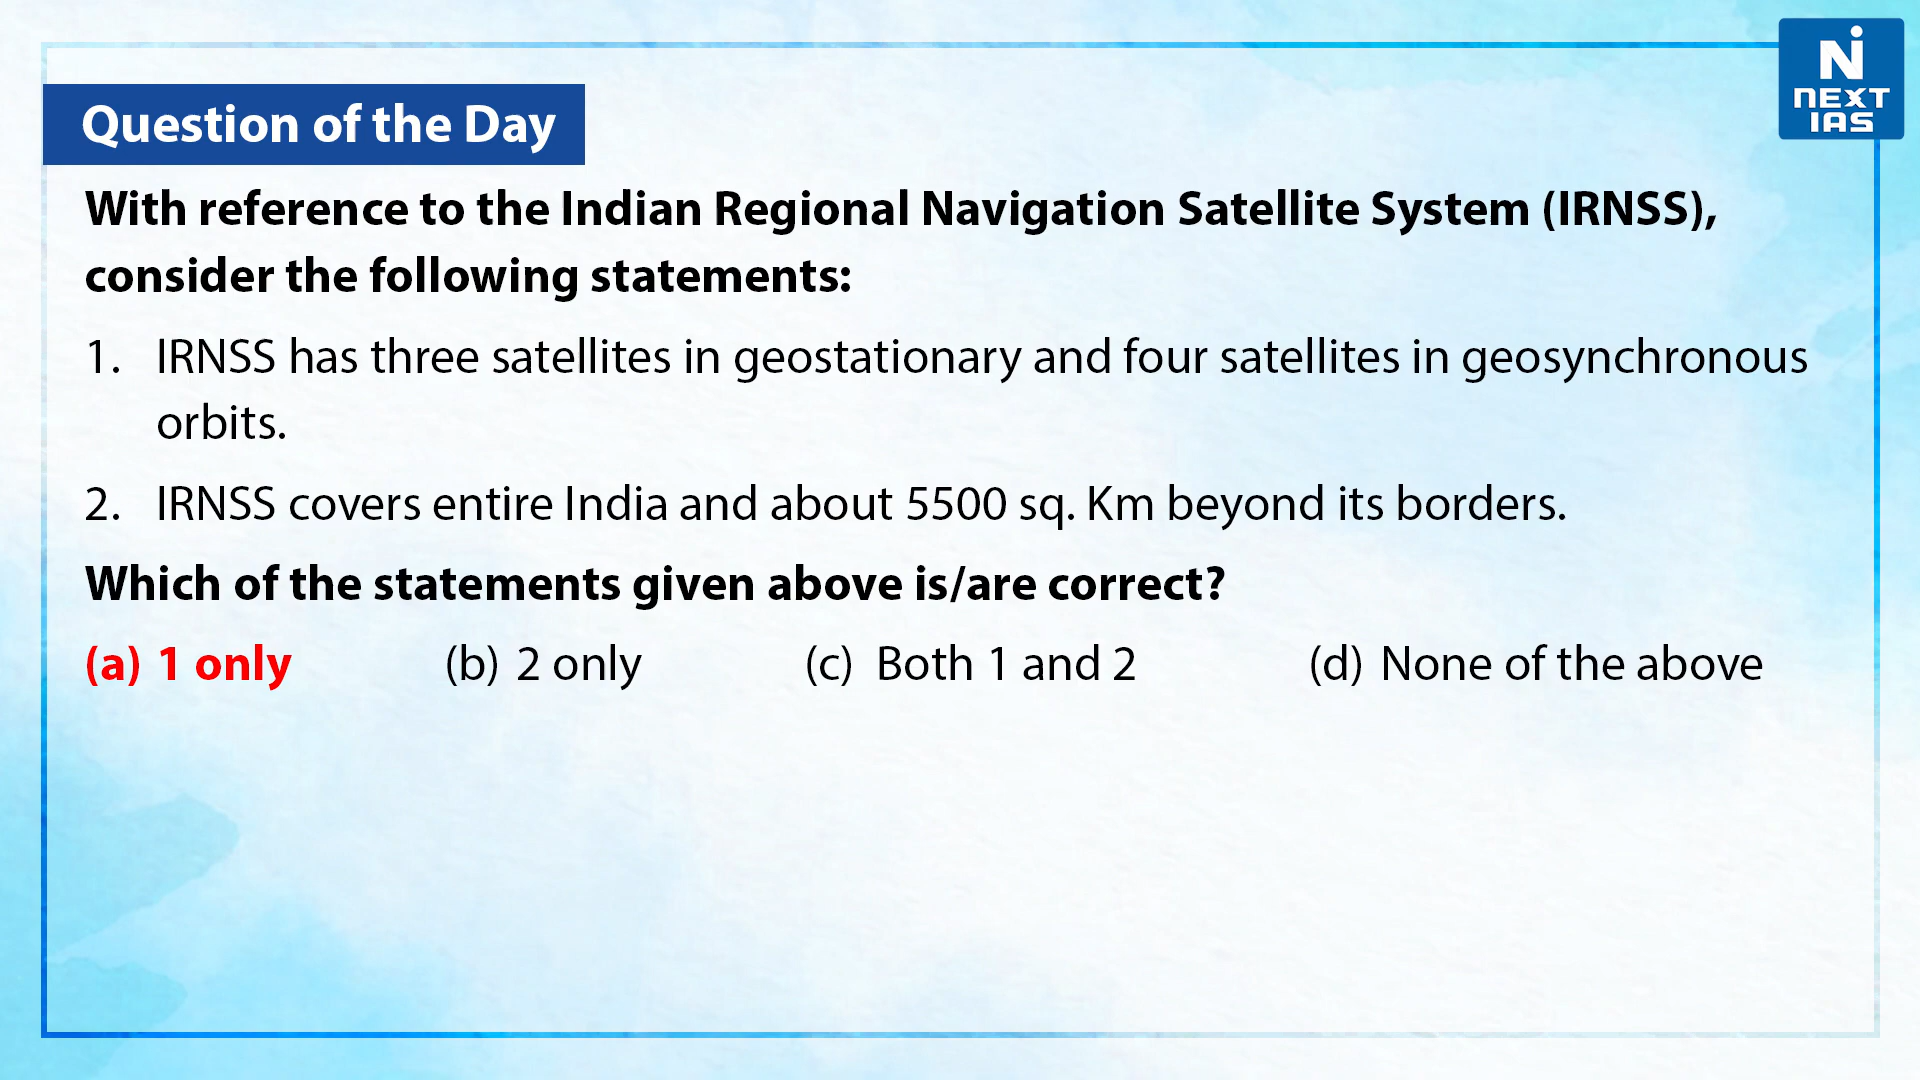 NEXT
IAS
Question of the Day
With reference to the Indian Regional Navigation Satellite System (IRNSS),
consider the following statements:
1. IRNSS has three satellites in geostationary and four satellites in geosynchronous
orbits.
2. IRNSS covers entire India and about 5500 sq. Km beyond its borders.
Which of the statements given above is/are correct?
(a) 1 only (b) 2 only (c) Both 1 and 2 (d) None of the above